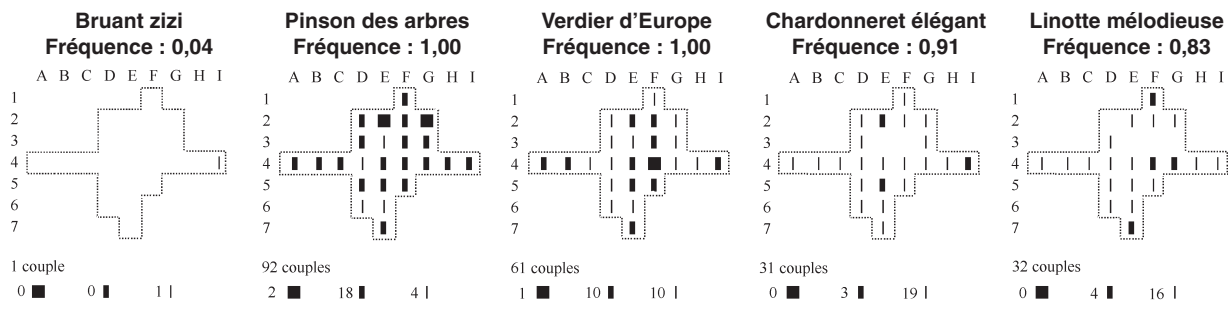 Bruant zizi
Fréquence : 0,04
A B C D E F G H I
1
2
3
4
5
6
7
1 couple
0 0 1
Pinson des arbres
Fréquence : 1,00
A B C D E F G H I
1
2
3
4
5
6
7
92 couples
2 18 4
Verdier d’Europe
Fréquence : 1,00
A B C D E F G H I
1
2
3
4
5
6
7
61 couples
1 10 10
Chardonneret élégant
Fréquence : 0,91
A B C D E F G H I
1
2
3
4
5
6
7
31 couples
0 3 19
Linotte mélodieuse
Fréquence : 0,83
A B C D E F G H I
1
2
3
4
5
6
7
32 couples
0 4 16